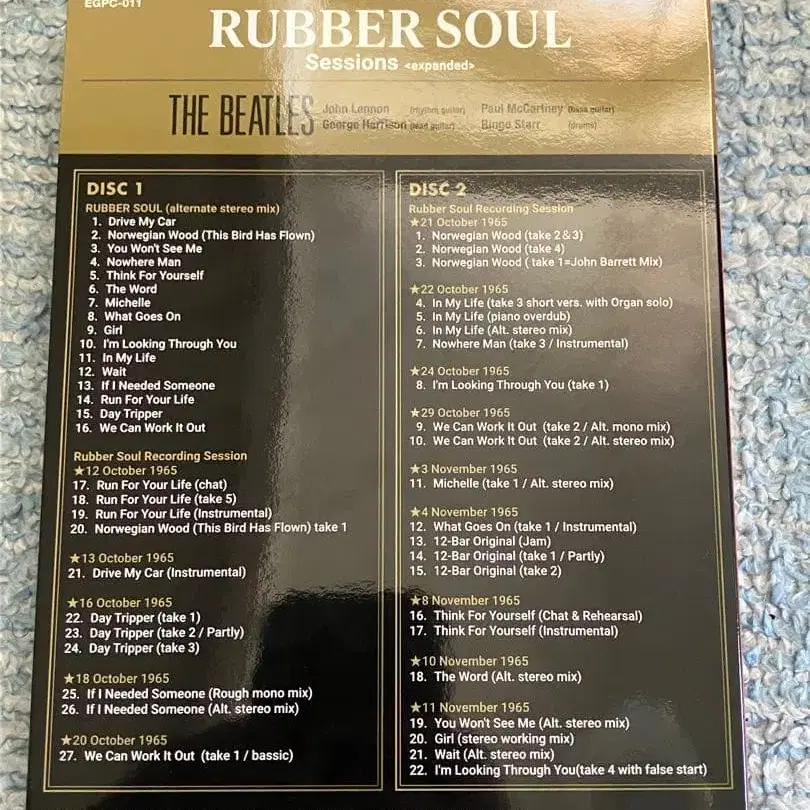 EGPC-011
RUBBER SOUL
Sessions <expanded>
THE BEATLES
John Lennon (rhythm guitar) Paul McCartney (bass guitar)
George Harrison (lead guitar) Ringo Starr (drums)
DISC 1
RUBBER SOUL (alternate stereo mix)
1. Drive My Car
2. Norwegian Wood (This Bird Has Flown)
3. You Won't See Me
4. Nowhere Man
5. Think For Yourself
6. The Word
7. Michelle
8. What Goes On
9. Girl
10. I'm Looking Through You
11. In My Life
12. Wait
13. If I Needed Someone
14. Run For Your Life
15. Day Tripper
16. We Can Work It Out
Rubber Soul Recording Session
★12 October 1965
17. Run For Your Life (chat)
18. Run For Your Life (take 5)
19. Run For Your Life (Instrumental)
20. Norwegian Wood (This Bird Has Flown) take 1
★13 October 1965
21. Drive My Car (Instrumental)
★16 October 1965
22. Day Tripper (take 1)
23. Day Tripper (take 2 / Partly)
24. Day Tripper (take 3)
★18 October 1965
25. If I Needed Someone (Rough mono mix)
26. If I Needed Someone (Alt. stereo mix)
★20 October 1965
27. We Can Work It Out (take 1 / bassic)
DISC 2
Rubber Soul Recording Session
★21 October 1965
1. Norwegian Wood (take 2&3)
2. Norwegian Wood (take 4)
3. Norwegian Wood ( take 1=John Barrett Mix)
★22 October 1965
4. In My Life (take 3 short vers. with Organ solo)
5. In My Life (piano overdub)
6. In My Life (Alt. stereo mix)
7. Nowhere Man (take 3 / Instrumental)
★24 October 1965
8. I'm Looking Through You (take 1)
★29 October 1965
9. We Can Work It Out (take 2 / Alt. mono mix)
10. We Can Work It Out (take 2 / Alt. stereo mix)
★3 November 1965
11. Michelle (take 1 / Alt. stereo mix)
★4 November 1965
12. What Goes On (take 1 / Instrumental)
13. 12-Bar Original (Jam)
14. 12-Bar Original (take 1 / Partly)
15. 12-Bar Original (take 2)
★8 November 1965
16. Think For Yourself (Chat & Rehearsal)
17. Think For Yourself (Instrumental)
★10 November 1965
18. The Word (Alt. stereo mix)
★11 November 1965
19. You Won't See Me (Alt. stereo mix)
20. Girl (stereo working mix)
21. Wait (Alt. stereo mix)
22. I'm Looking Through You(take 4 with false start)